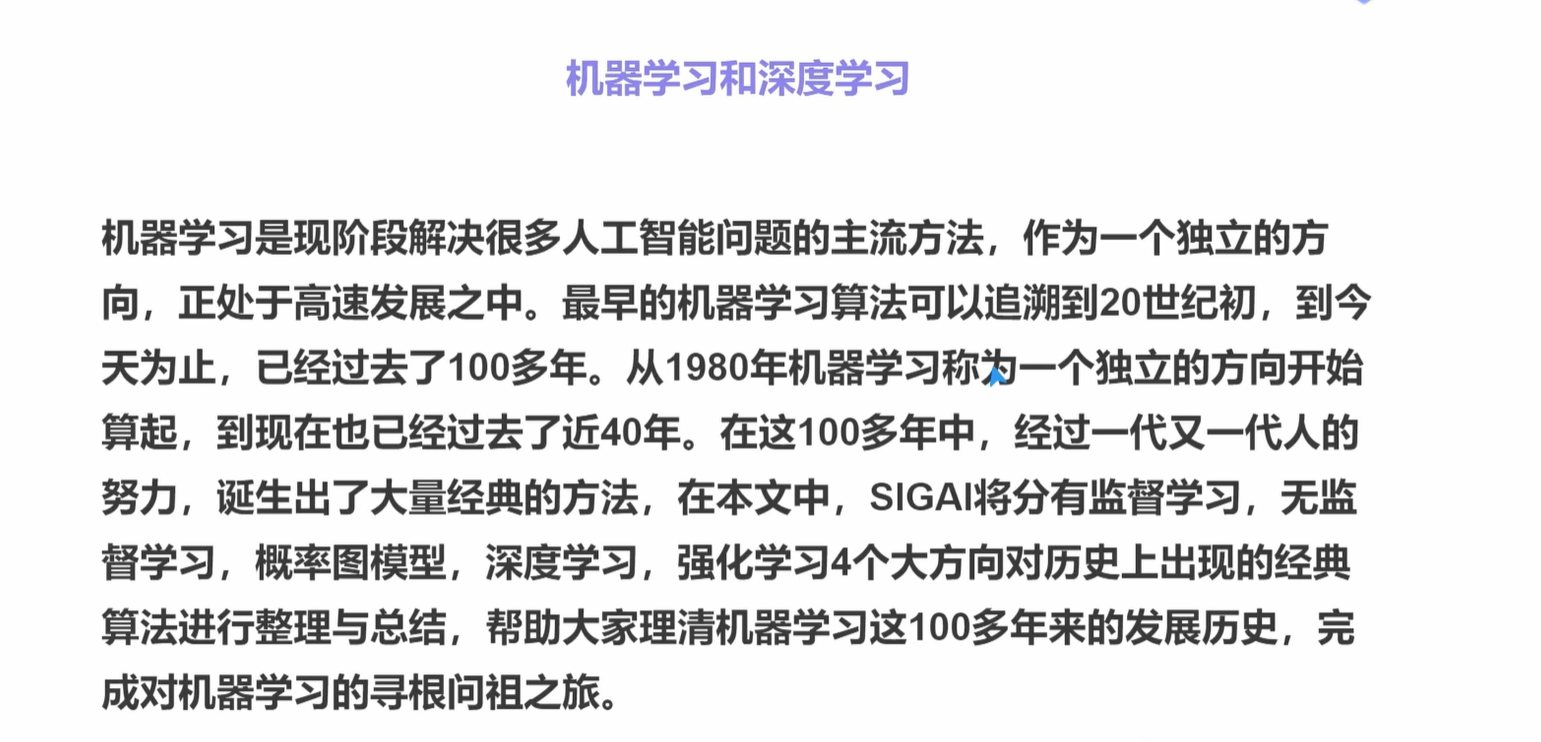 机器学习和深度学习
机器学习是现阶段解决很多人工智能问题的主流方法，作为一个独立的方
向，正处于高速发展之中。最早的机器学习算法可以追溯到20世纪初，到今
天为止，已经过去了100多年。从1980年机器学习称为一个独立的方向开始
算起，到现在也已经过去了近40年。在这100多年中，经过一代又一代人的
努力，诞生出了大量经典的方法，在本文中，SIGAI将分有监督学习，无监
督学习，概率图模型，深度学习，强化学习4个大方向对历史上出现的经典
算法进行整理与总结，帮助大家理清机器学习这100多年来的发展历史，完
成对机器学习的寻根问祖之旅。